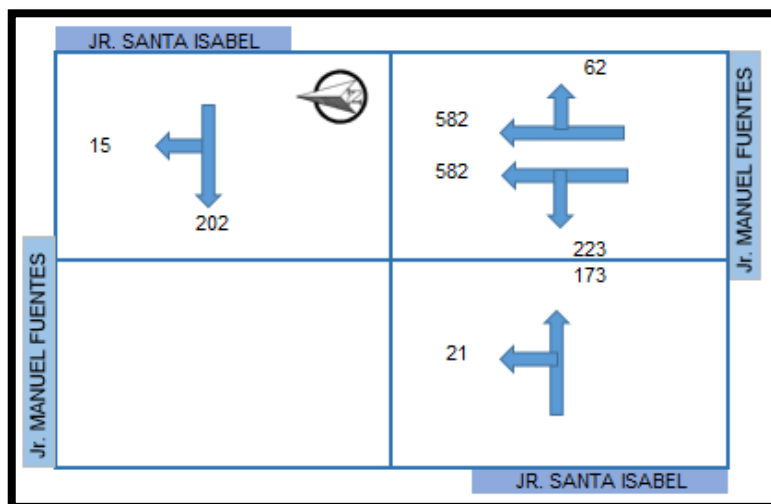 JR. SANTA ISABEL
62
582
15
582
202
223
173
21
Jr. MANUEL FUENTES
Jr. MANUEL FUENTES
JR. SANTA ISABEL